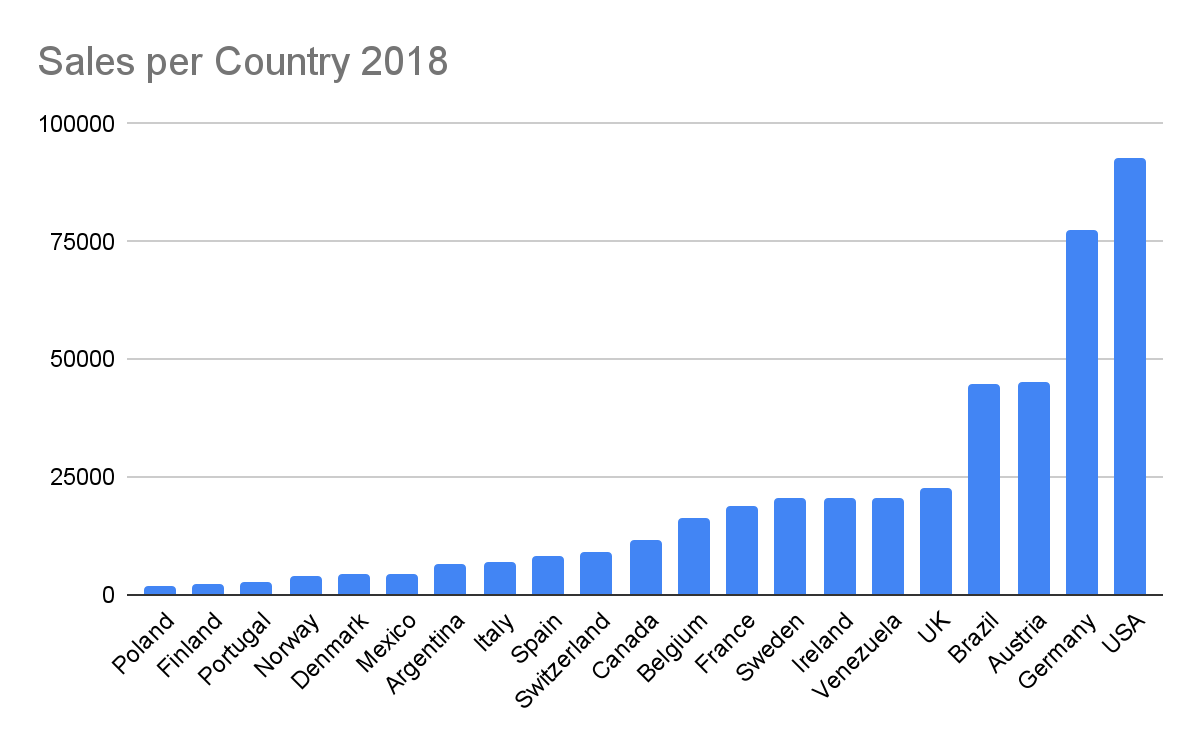 Sales per Country 2018
100000
75000
50000
25000
0
Poland
Finland
Portugal
Norway
Denmark
Mexico
Argentina
Italy
Spain
Switzerland
Canada
Belgium
France
Sweden
Ireland
Venezuela
UK
Brazil
Austria
Germany
USA